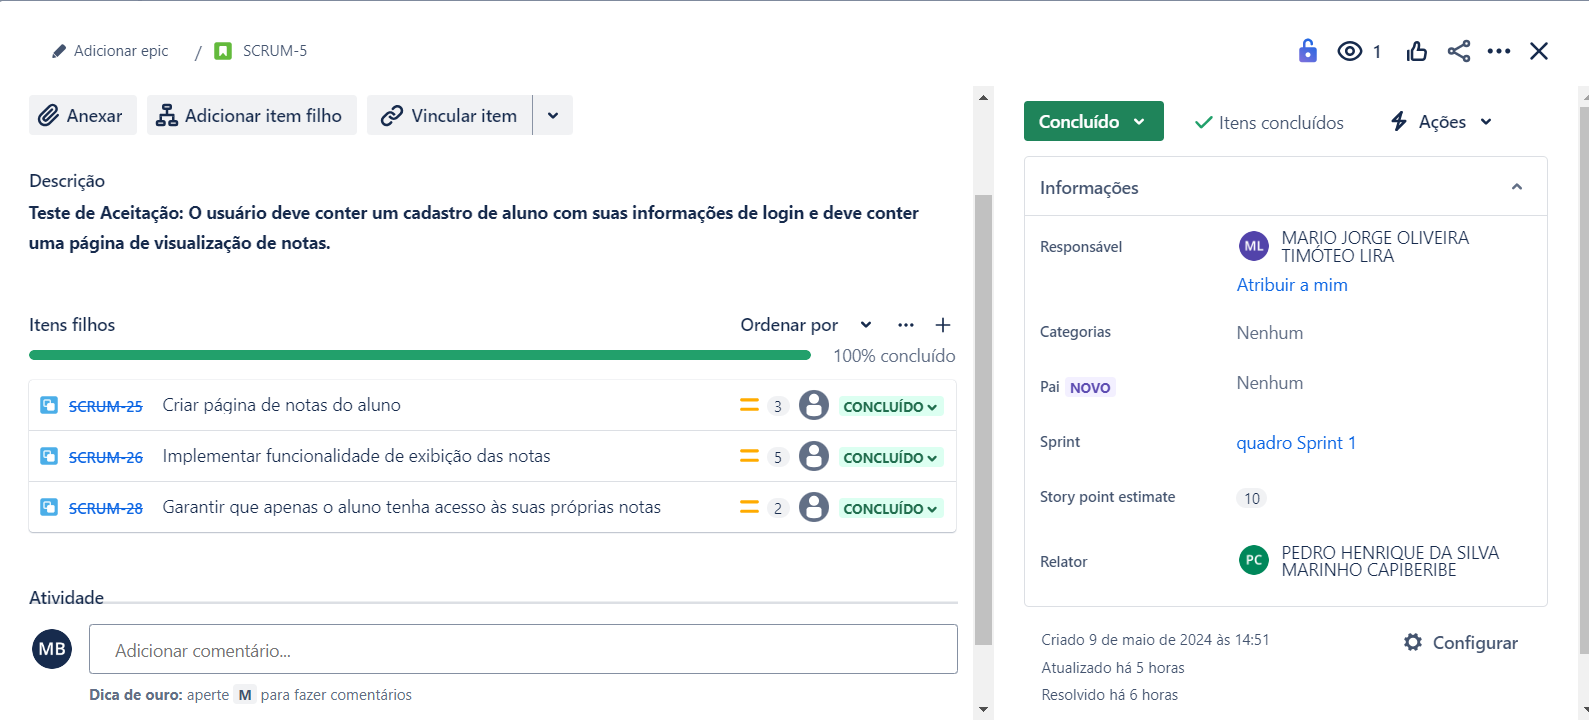 Adicionar epic / SCRUM-5
1
Anexar
Adicionar item filho
Vincular item
Descrição
Teste de Aceitação: O usuário deve conter um cadastro de aluno com suas informações de login e deve conter
uma página de visualização de notas.
Itens filhos
Ordenar por
100% concluído
SCRUM-25 Criar página de notas do aluno 3 CONCLUÍDO
SCRUM-26 Implementar funcionalidade de exibição das notas 5 CONCLUÍDO
SCRUM-28 Garantir que apenas o aluno tenha acesso às suas próprias notas 2 CONCLUÍDO
Atividade
MB Adicionar comentário...
Dica de ouro: aperte M para fazer comentários
Concluído
Itens concluídos
Ações
Informações
Responsável
ML MARIO JORGE OLIVEIRA
TIMÓTEO LIRA
Atribuir a mim
Categorias
Nenhum
Pai NOVO
Nenhum
Sprint
quadro Sprint 1
Story point estimate
10
Relator
PC PEDRO HENRIQUE DA SILVA
MARINHO CAPIBERIBE
Criado 9 de maio de 2024 às 14:51
Atualizado há 5 horas
Resolvido há 6 horas
Configurar